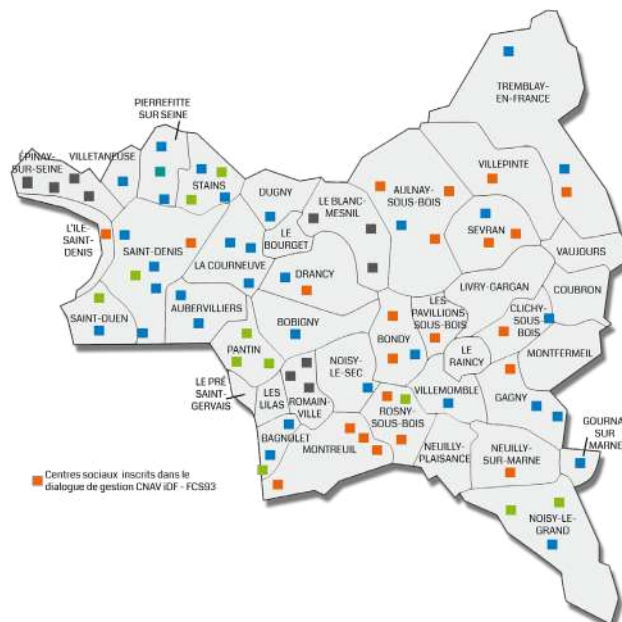 TREMBLAY-
EN-FRANCE
PIERREFITTE
SUR SEINE
ÉPINAY-
SUR-SEINE
VILLETANEUSE
STAINS
VILLEPINTE
DUGNY
LE BLANC-
MESNIL
AULNAY-
SOUS-BOIS
L'ILE-
SAINT-
DENIS
SAINT-DENIS
LE
BOURGET
SEVRAN
VAUJOURS
LA COURNEUVE
DRANCY
LIVRY-GARGAN
COUBRON
SAINT-OUEN
AUBERVILLIERS
BOBIGNY
LES
PAVILLIONS
SOUS-BOIS
CLICHY-
SOUS-
BOIS
BONDY
MONTFERMEIL
PANTIN
NOISY-
LE-SEC
LE
RAINCY
LE PRÉ
SAINT-
GERVAIS
LES
LILAS
ROMAIN-
VILLE
VILLEMOMBLE
GAGNY
ROSNY-
SOUS-BOIS
GOURNAY
SUR
MARNE
BAGNOLET
MONTREUIL
NEUILLY-
PLAISANCE
NEUILLY-
SUR-MARNE
Centres sociaux inscrits dans le
dialogue de gestion CNAV iDF - FCS93
NOISY-LE-
GRAND